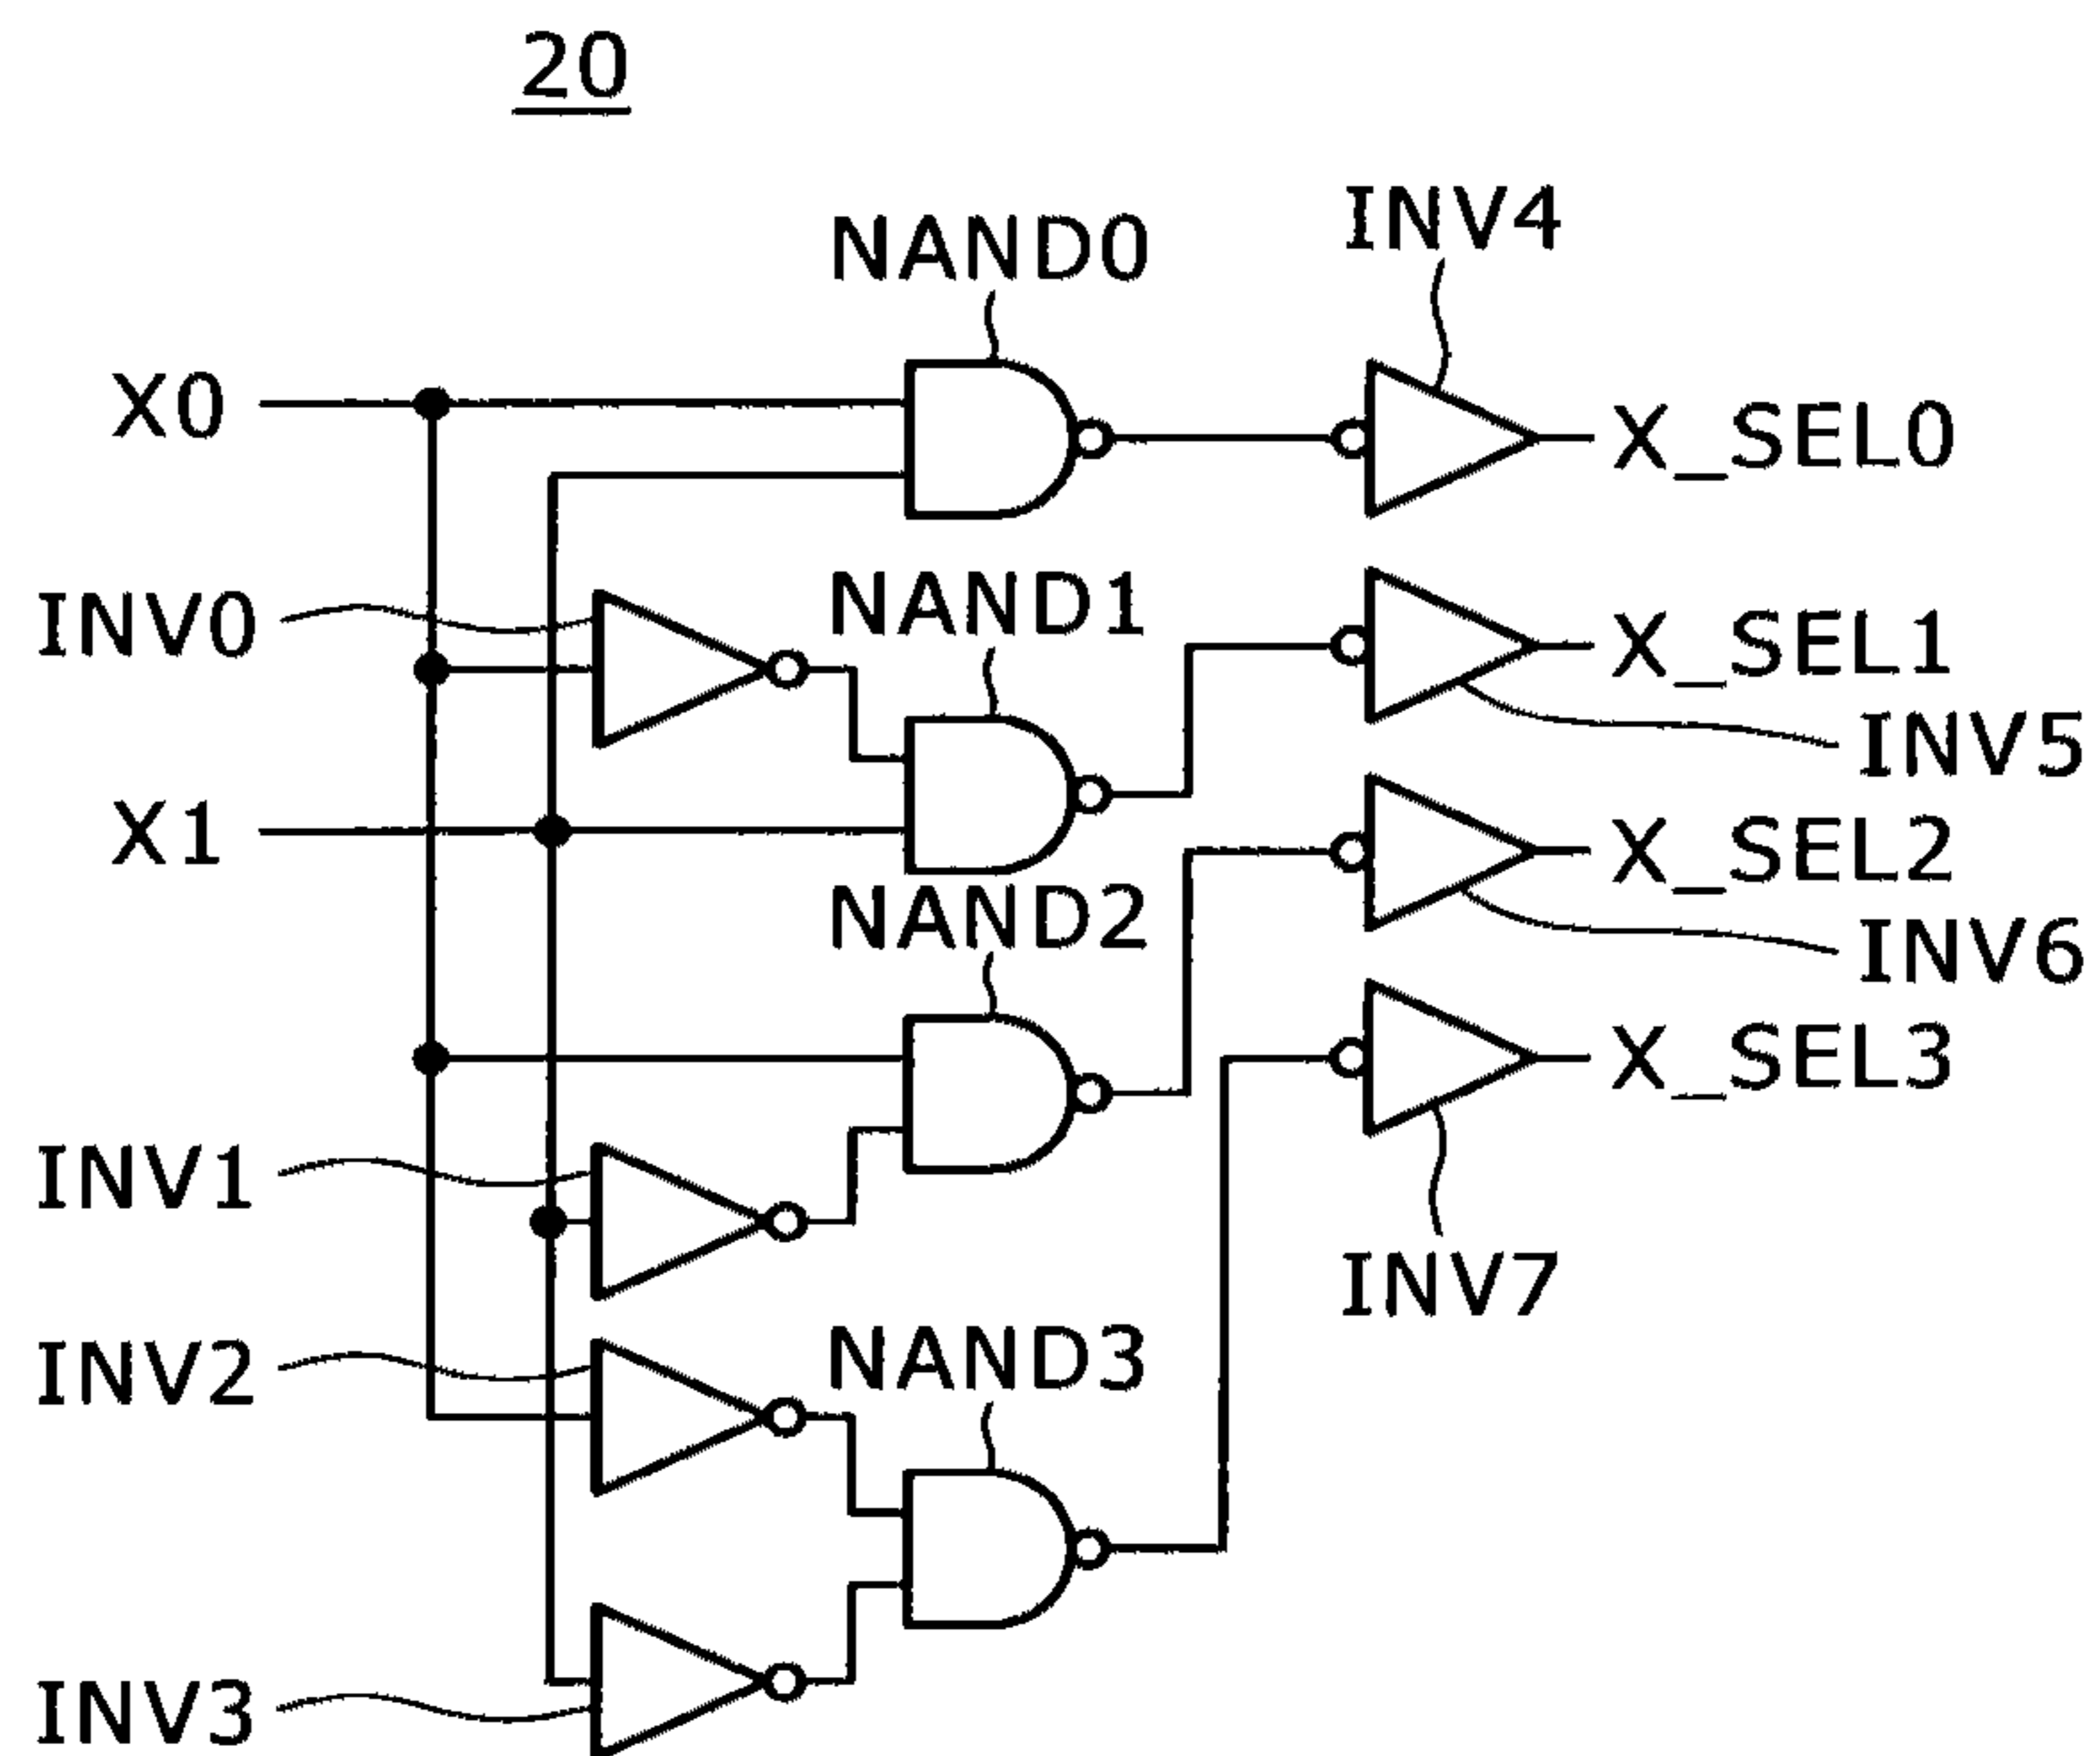 20
INV4
NAND0
X0
X_SEL0
INV0
NAND1
X_SEL1
INV5
X1
X_SEL2
NAND2
INV6
X_SEL3
INV1
INV7
INV2
NAND3
INV3